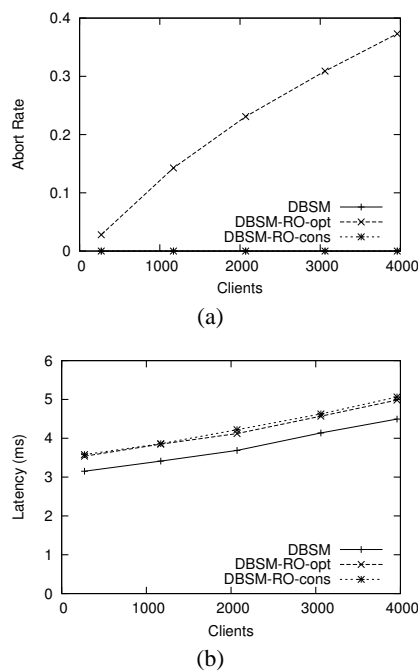 0.4
0.3
0.2
0.1
0
Abort Rate
DBSM
DBSM-RO-opt
DBSM-RO-cons
0 1000 2000 3000 4000
Clients
(a)
6
5
4
3
2
1
0
Latency (ms)
DBSM
DBSM-RO-opt
DBSM-RO-cons
0 1000 2000 3000 4000
Clients
(b)